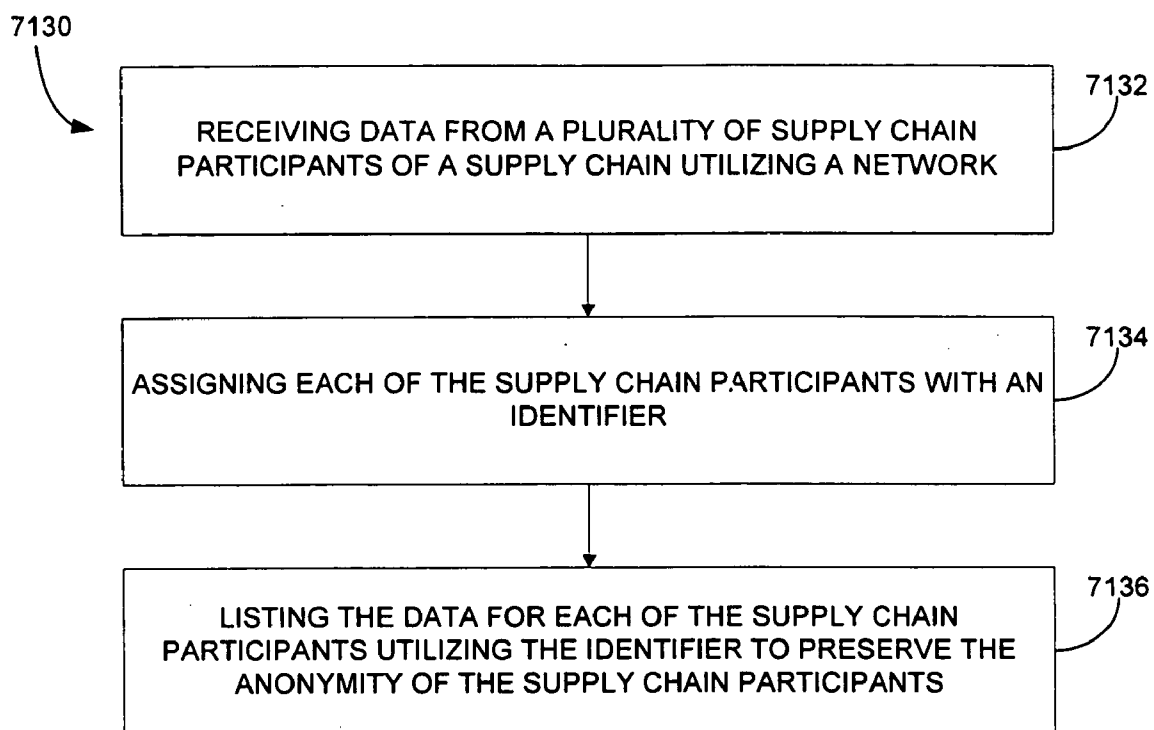 7130
7132
RECEIVING DATA FROM A PLURALITY OF SUPPLY CHAIN
PARTICIPANTS OF A SUPPLY CHAIN UTILIZING A NETWORK
7134
ASSIGNING EACH OF THE SUPPLY CHAIN PARTICIPANTS WITH AN
IDENTIFIER
7136
LISTING THE DATA FOR EACH OF THE SUPPLY CHAIN
PARTICIPANTS UTILIZING THE IDENTIFIER TO PRESERVE THE
ANONYMITY OF THE SUPPLY CHAIN PARTICIPANTS